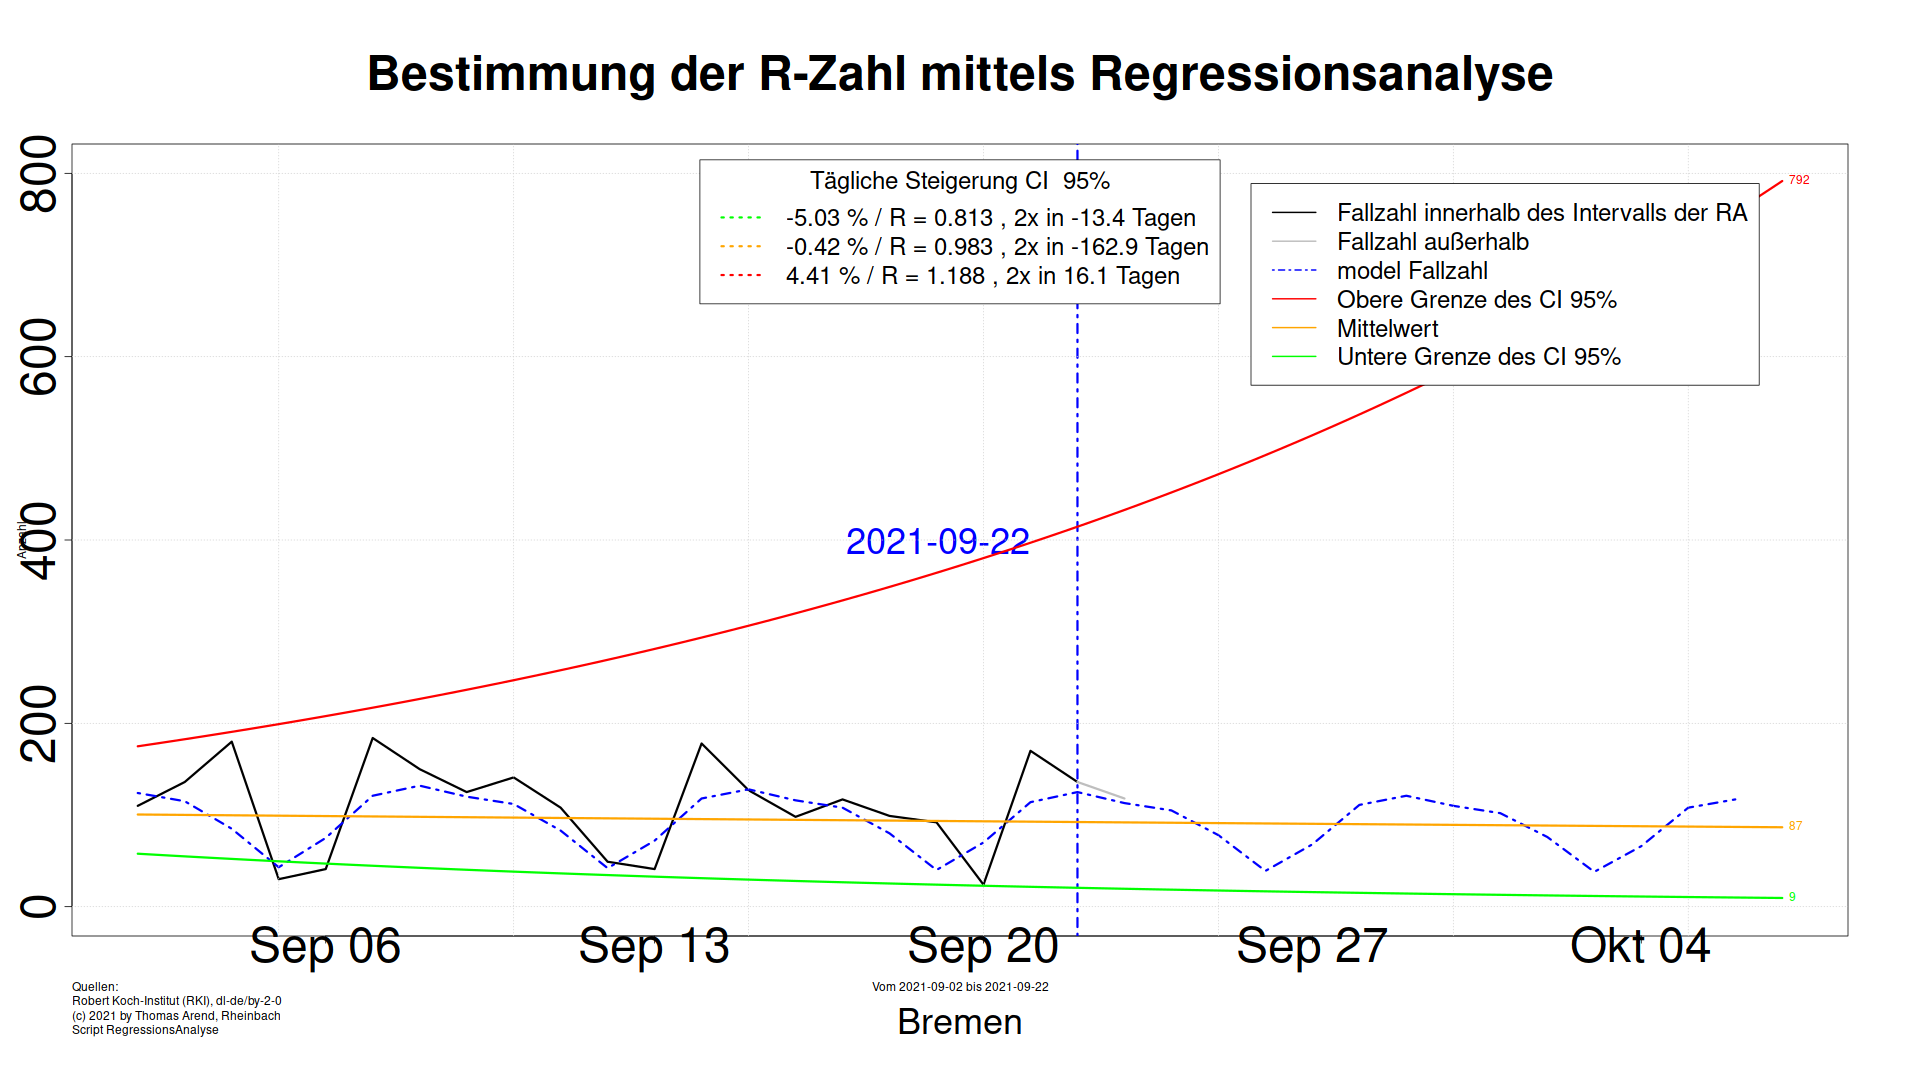 Bestimmung der R-Zahl mittels Regressionsanalyse
Tägliche Steigerung CI  95%
-5.03 % / R = 0.813 , 2x in -13.4 Tagen
-0.42 % / R = 0.983 , 2x in -162.9 Tagen
4.41 % / R = 1.188 , 2x in 16.1 Tagen
Fallzahl innerhalb des Intervalls der RA
Fallzahl außerhalb
model Fallzahl
Obere Grenze des CI 95%
Mittelwert
Untere Grenze des CI 95%
792
800
600
400
200
0
Anzahl
2021-09-22
87
9
Sep 06
Sep 13
Sep 20
Sep 27
Okt 04
Quellen:
Robert Koch-Institut (RKI), dl-de/by-2-0
(c) 2021 by Thomas Arend, Rheinbach
Script RegressionsAnalyse
Vom 2021-09-02 bis 2021-09-22
Bremen